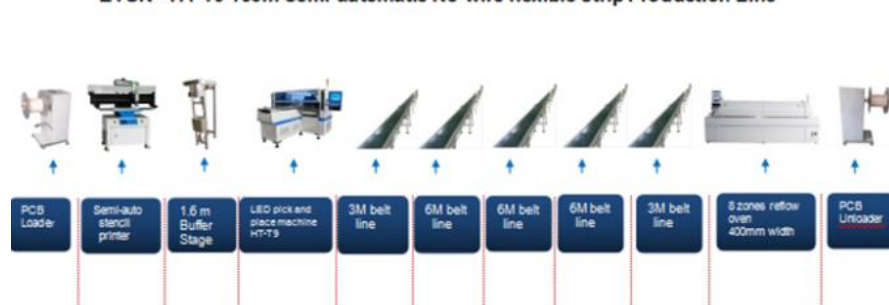 PCB
Loader
Semi-auto
stencil
printer
1.6 m
Buffer
Stage
LED pick and
place machine
HT-T9
3M belt
line
6M belt
line
6M belt
line
6M belt
line
3M belt
line
8 zones reflow
oven
400mm width
PCB
Unloader